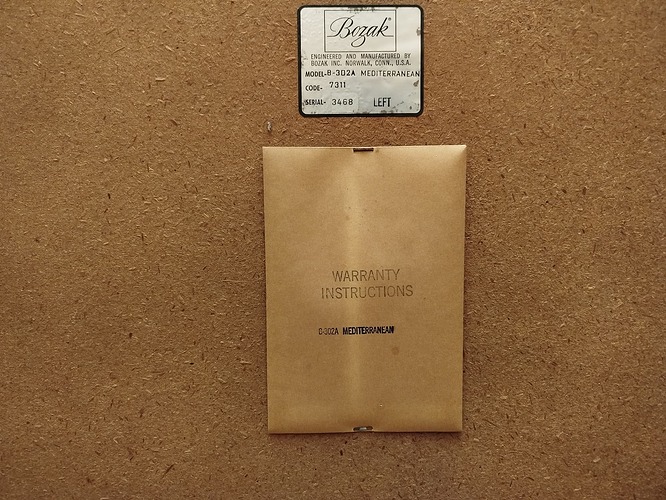 Bozak®
ENGINEERED AND MANUFACTURED BY
BOZAK INC. NORWALK, CONN., U.S.A.
MODEL-B-302A MEDITERRANEAN
CODE- 7311
SERIAL- 3468 LEFT
WARRANTY
INSTRUCTIONS
B-302A MEDITERRANEAN